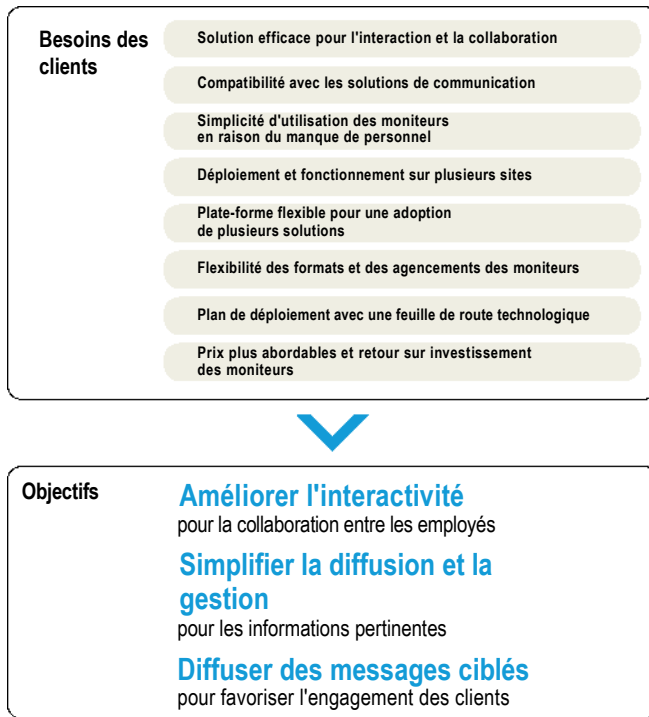 Besoins des
clients
Solution efficace pour l'interaction et la collaboration
Compatibilité avec les solutions de communication
Simplicité d'utilisation des moniteurs
en raison du manque de personnel
Déploiement et fonctionnement sur plusieurs sites
Plate-forme flexible pour une adoption
de plusieurs solutions
Flexibilité des formats et des agencements des moniteurs
Plan de déploiement avec une feuille de route technologique
Prix plus abordables et retour sur investissement
des moniteurs
Objectifs
Améliorer l'interactivité
pour la collaboration entre les employés
Simplifier la diffusion et la
gestion
pour les informations pertinentes
Diffuser des messages ciblés
pour favoriser l'engagement des clients